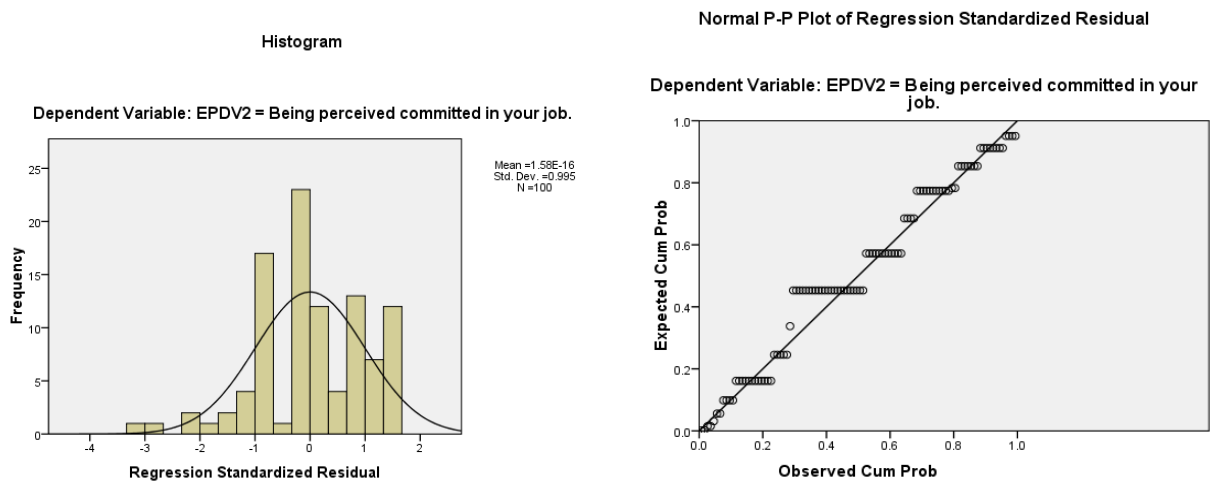 Histogram
Dependent Variable: EPDV2 = Being perceived committed in your job.
Mean =1.58E-16
Std. Dev. =0.995
N =100
25
20
15
10
5
0
Frequency
-4 -3 -2 -1 0 1 2
Regression Standardized Residual
Normal P-P Plot of Regression Standardized Residual
Dependent Variable: EPDV2 = Being perceived committed in your
job.
1.0
0.8
0.6
0.4
0.2
0.0
Expected Cum Prob
0.0 0.2 0.4 0.6 0.8 1.0
Observed Cum Prob